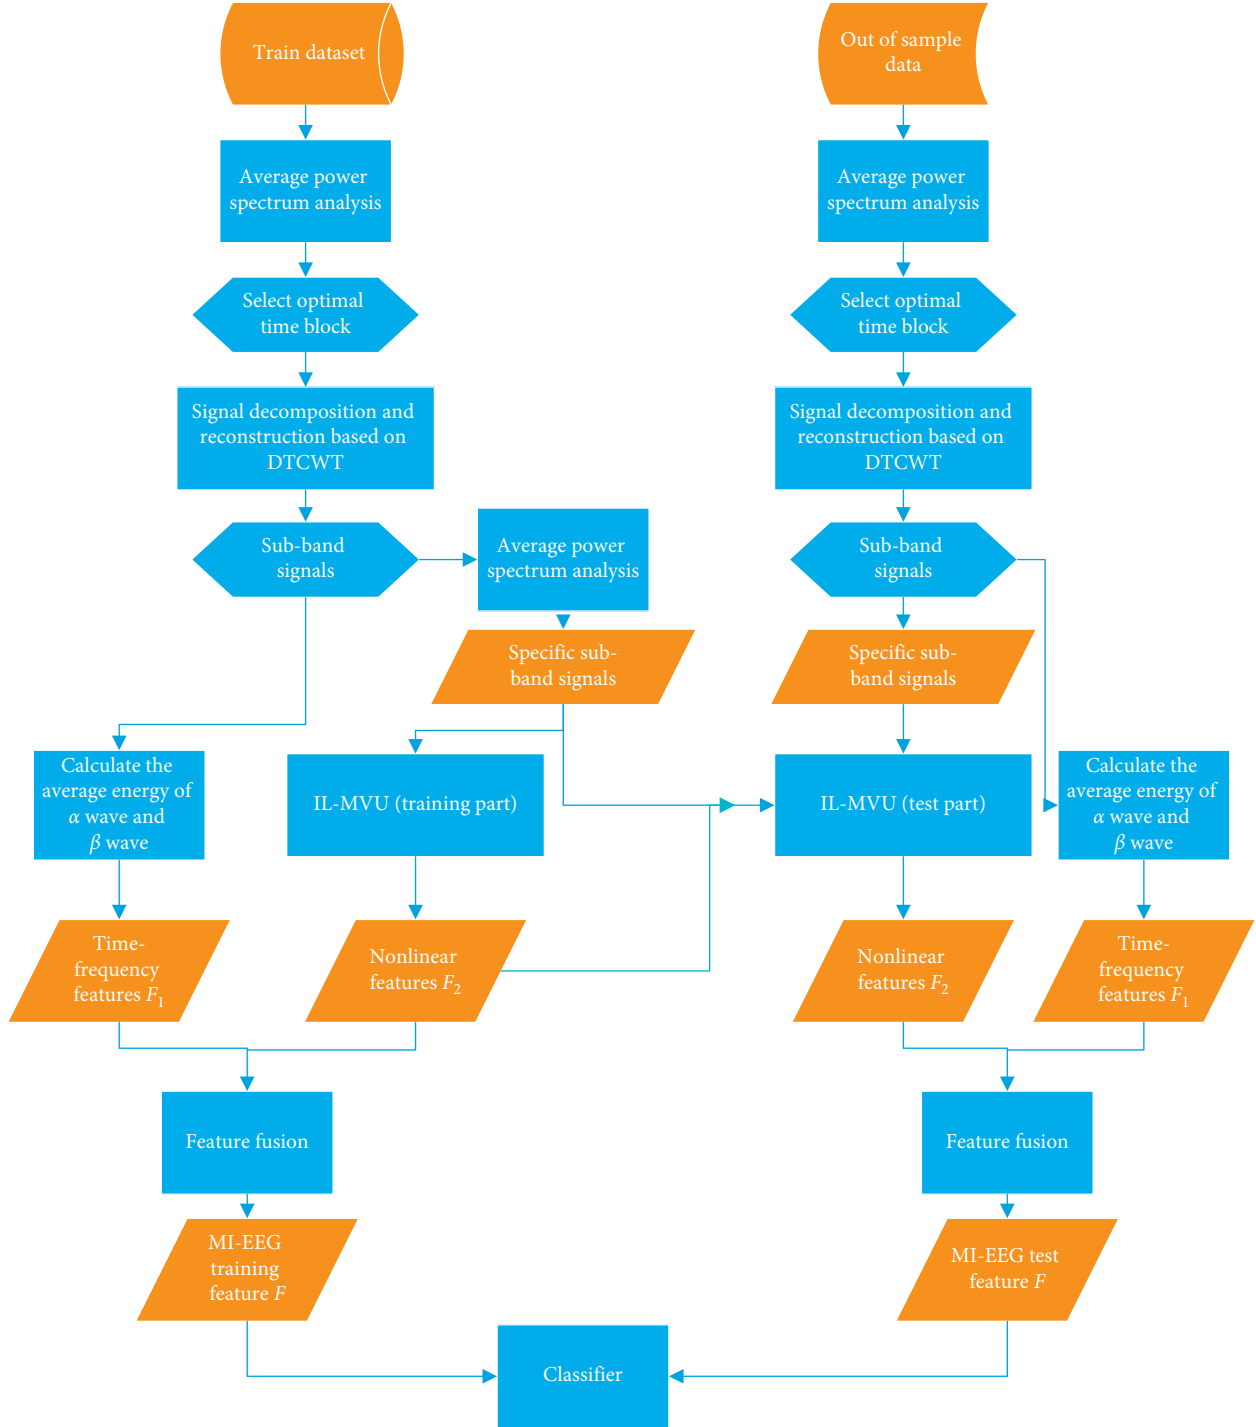 Train dataset
Out of sample
data
Average power
spectrum analysis
Average power
spectrum analysis
Select optimal
time block
Select optimal
time block
Signal decomposition and
reconstruction based on
DTCWT
Signal decomposition and
reconstruction based on
DTCWT
Sub-band
signals
Average power
spectrum analysis
Sub-band
signals
Specific sub-
band signals
Specific sub-
band signals
Calculate the
average energy of
α wave and
β wave
IL-MVU (training part)
IL-MVU (test part)
Calculate the
average energy of
α wave and
β wave
Time-
frequency
features F1
Nonlinear
features F2
Nonlinear
features F2
Time-
frequency
features F1
Feature fusion
Feature fusion
MI-EEG
training
feature F
MI-EEG test
feature F
Classifier